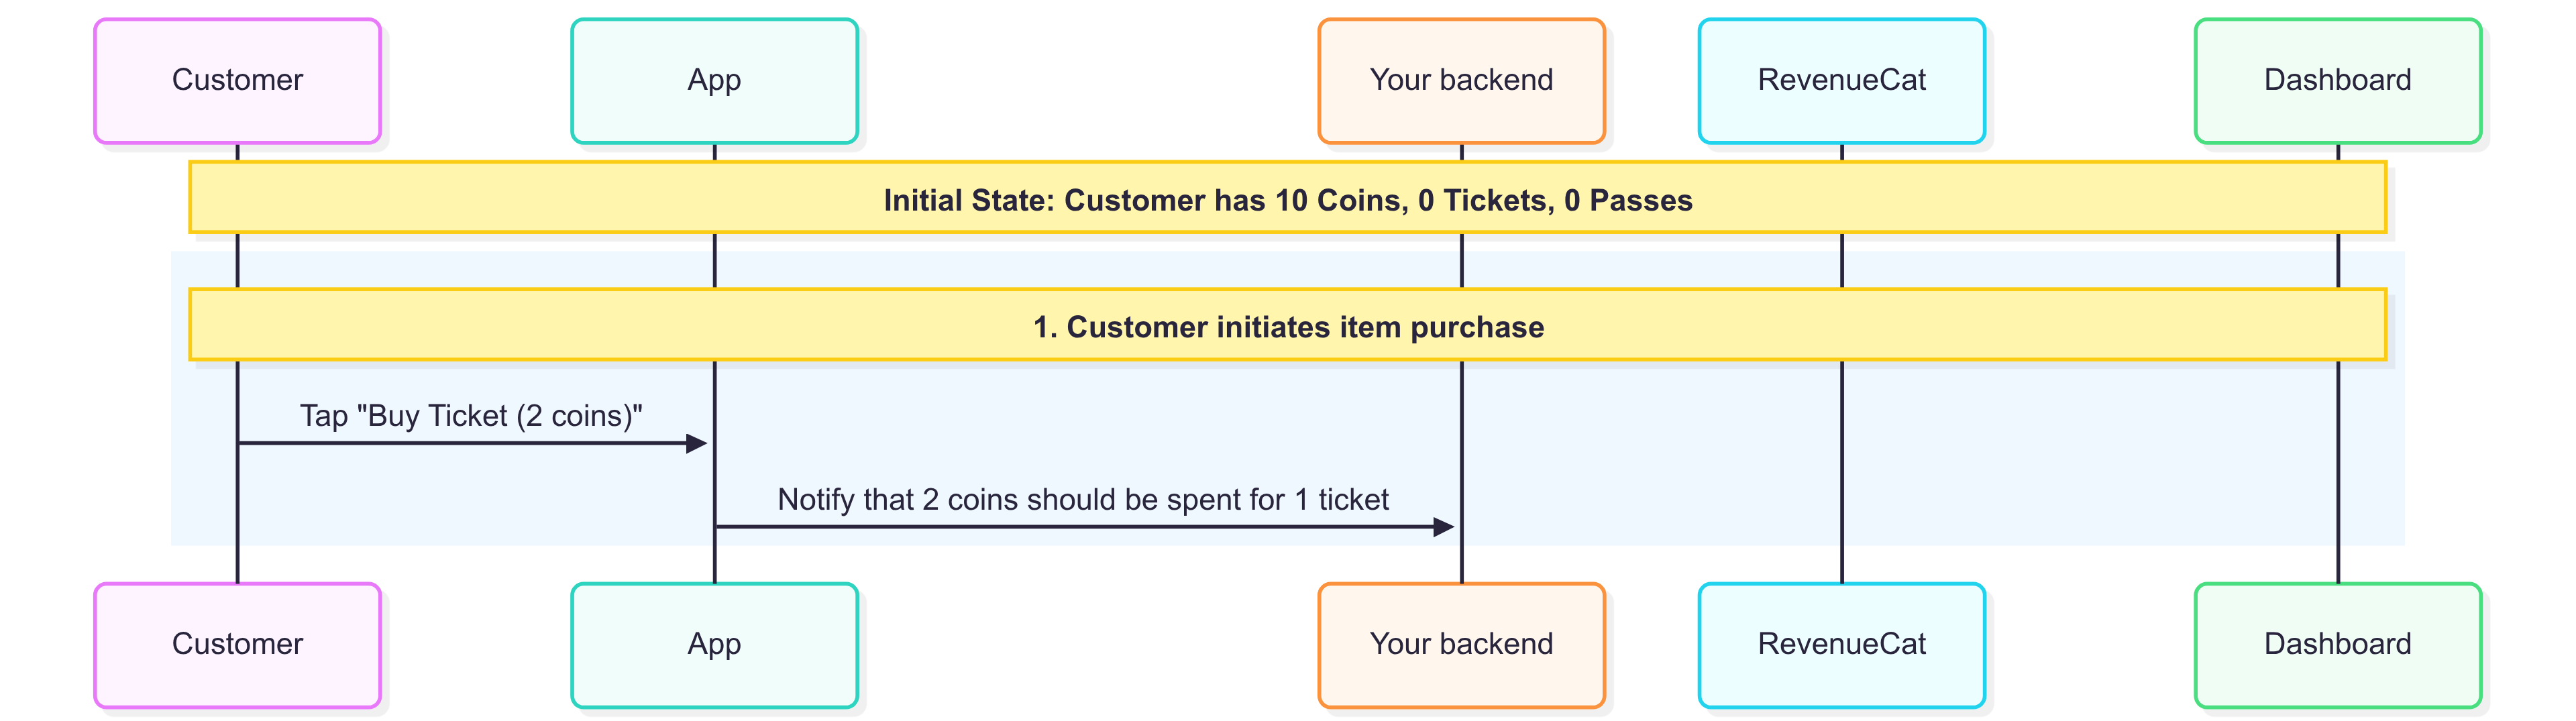 Customer
App
Your backend
RevenueCat
Dashboard
Initial State: Customer has 10 Coins, 0 Tickets, 0 Passes
1. Customer initiates item purchase
Tap "Buy Ticket (2 coins)"
Notify that 2 coins should be spent for 1 ticket
Customer
App
Your backend
RevenueCat
Dashboard